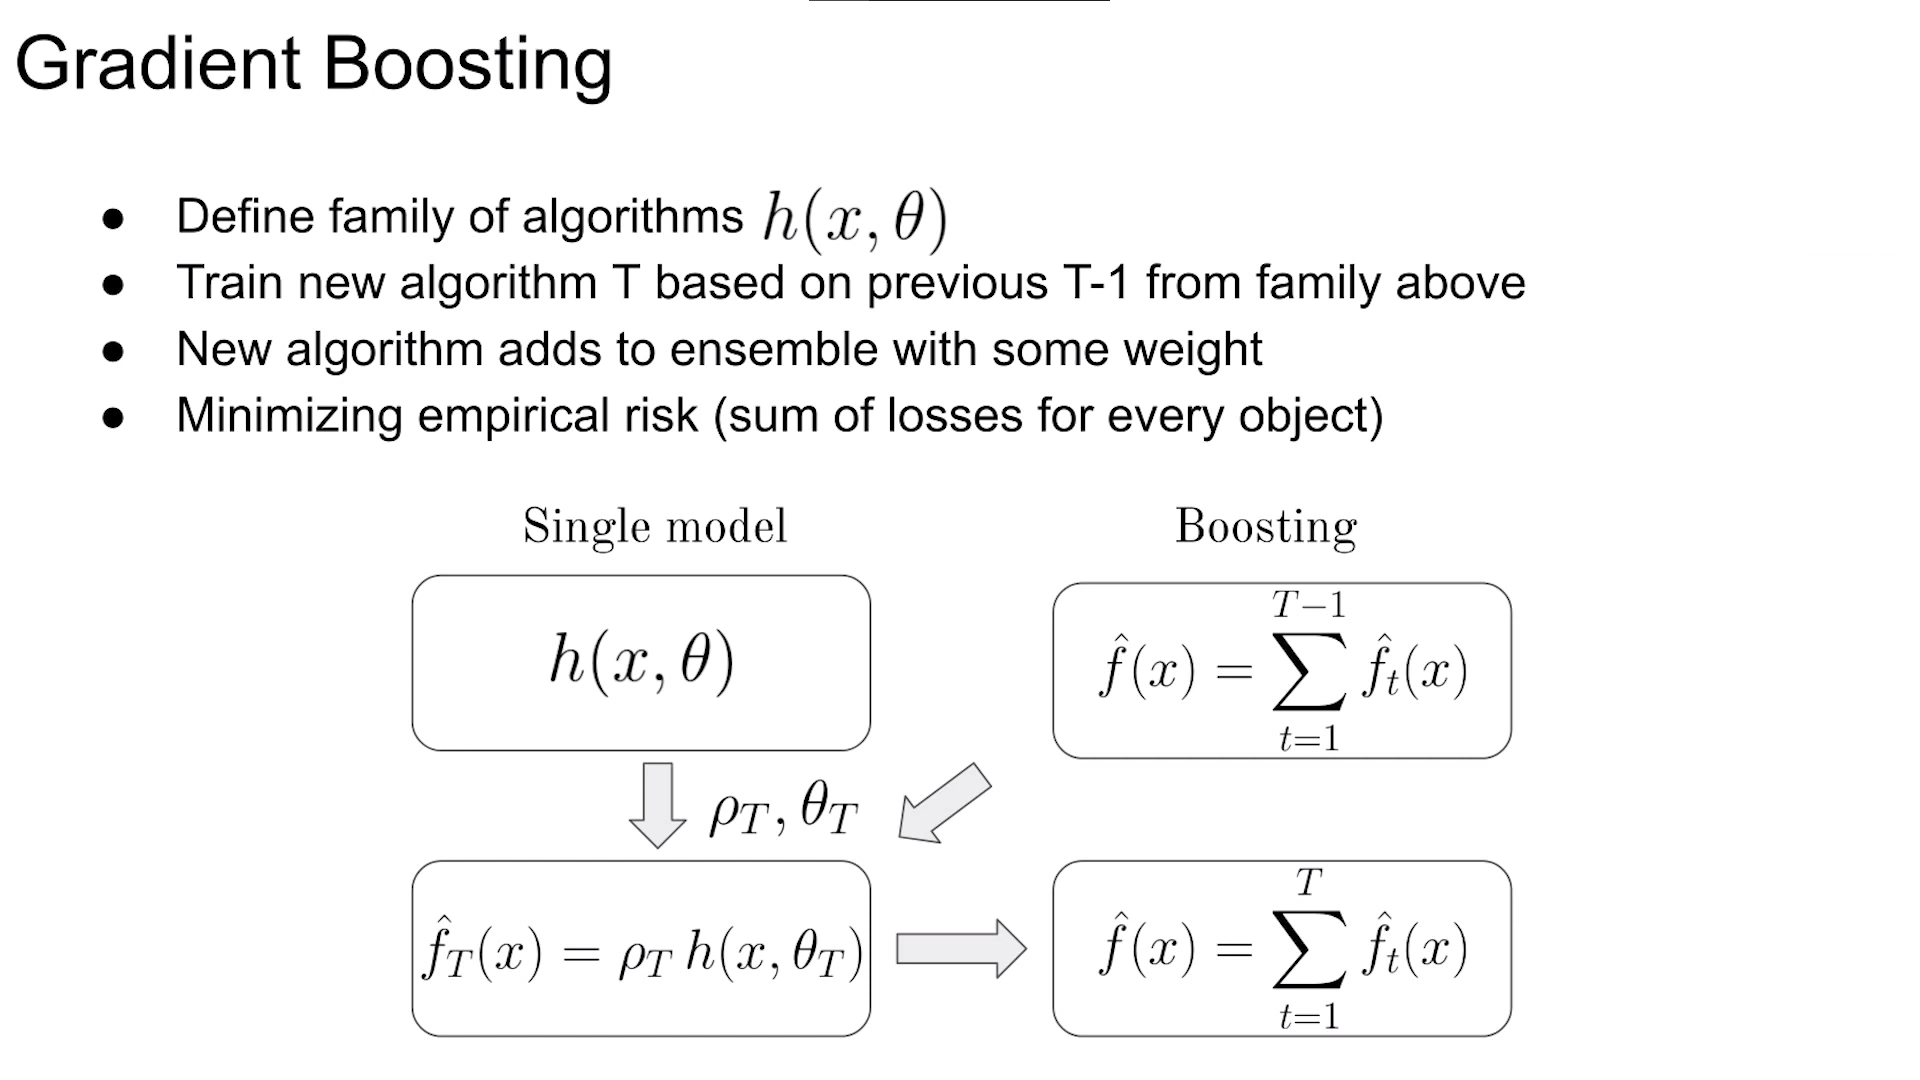 Gradient Boosting
● Define family of algorithms h(x, θ)
● Train new algorithm T based on previous T-1 from family above
● New algorithm adds to ensemble with some weight
● Minimizing empirical risk (sum of losses for every object)
Single model
Boosting
h(x, θ)
f̂(x) = ∑_{t=1}^{T−1} f̂_t(x)
ρ_T, θ_T
f̂_T(x) = ρ_T h(x, θ_T)
f̂(x) = ∑_{t=1}^{T} f̂_t(x)